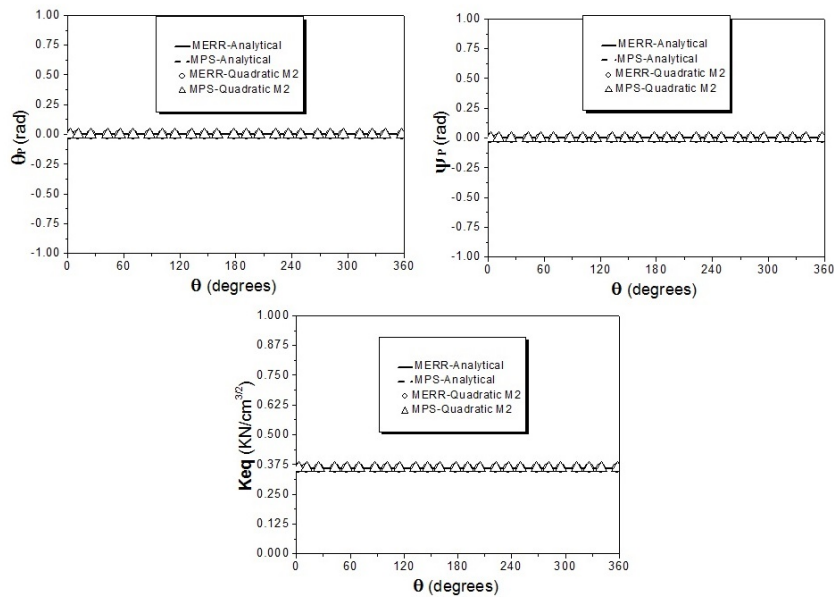 1.00
0.75
0.50
0.25
0.00
-0.25
-0.50
-0.75
-1.00
θP (rad)
MERR-Analytical
MPS-Analytical
MERR-Quadratic M2
MPS-Quadratic M2
0 60 120 180 240 300 360
θ (degrees)
1.00
0.75
0.50
0.25
0.00
-0.25
-0.50
-0.75
-1.00
ΨP (rad)
MERR-Analytical
MPS-Analytical
MERR-Quadratic M2
MPS-Quadratic M2
0 60 120 180 240 300 360
θ (degrees)
1.000
0.875
0.750
0.625
0.500
0.375
0.250
0.125
0.000
Keq (KN/cm^3/2)
MERR-Analytical
MPS-Analytical
MERR-Quadratic M2
MPS-Quadratic M2
0 60 120 180 240 300 360
θ (degrees)